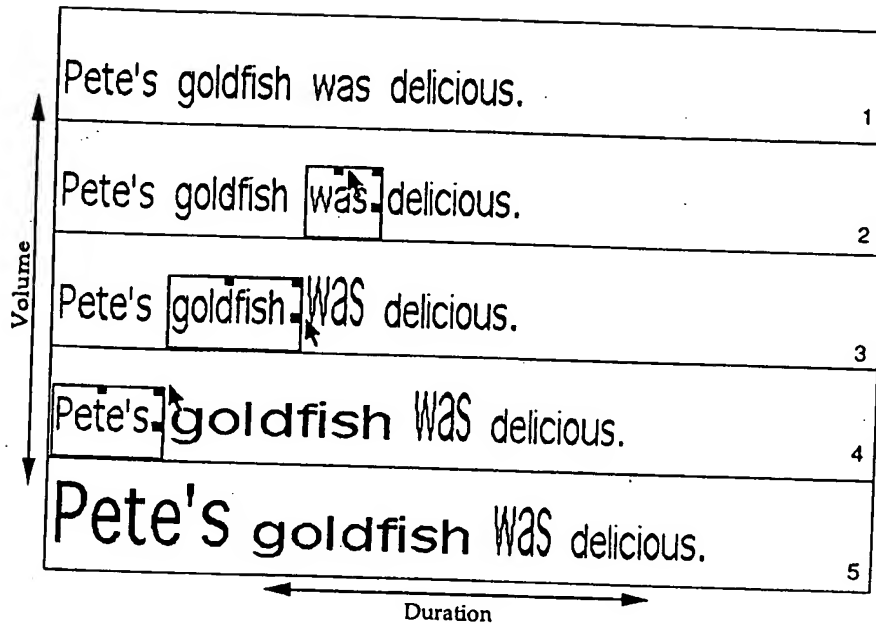 Pete's goldfish was delicious.
1
Pete's goldfish was delicious.
2
Pete's goldfish was delicious.
3
Pete's goldfish was delicious.
4
Pete's goldfish was delicious.
5
Volume
Duration